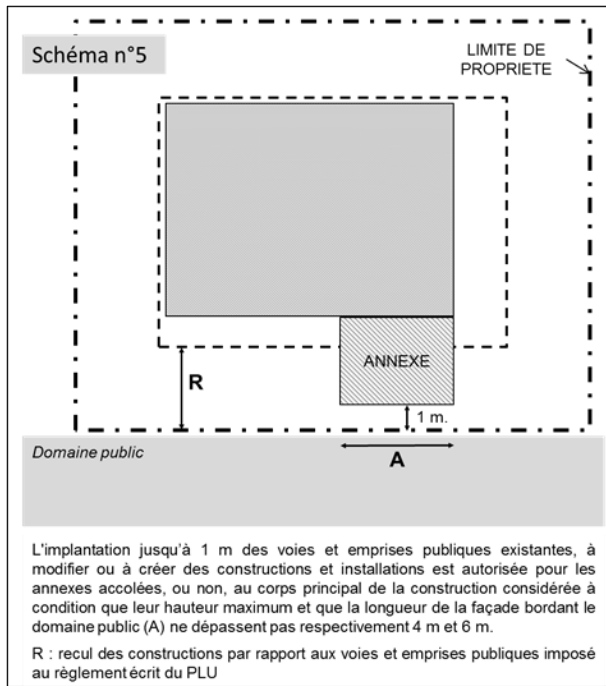 Schéma n°5
LIMITE DE
PROPRIETE
ANNEXE
R
1 m.
Domaine public
A
L'implantation jusqu'à 1 m des voies et emprises publiques existantes, à
modifier ou à créer des constructions et installations est autorisée pour les
annexes accolées, ou non, au corps principal de la construction considérée à
condition que leur hauteur maximum et que la longueur de la façade bordant le
domaine public (A) ne dépassent pas respectivement 4 m et 6 m.
R : recul des constructions par rapport aux voies et emprises publiques imposé
au règlement écrit du PLU